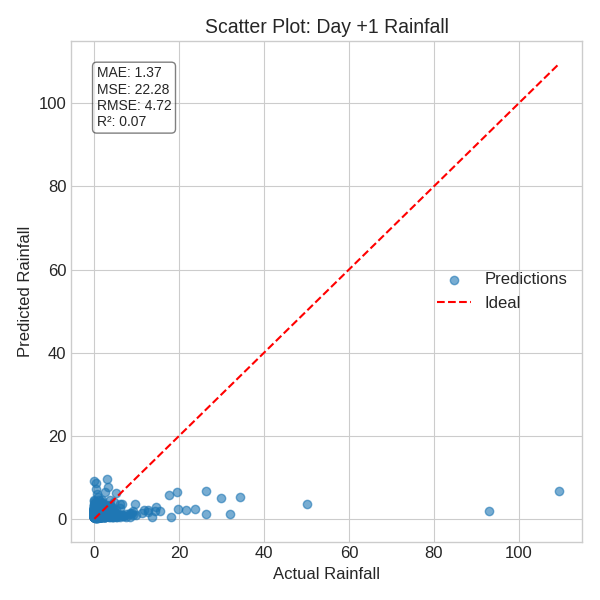 Scatter Plot: Day +1 Rainfall
MAE: 1.37
MSE: 22.28
RMSE: 4.72
R²: 0.07
100
80
60
40
20
0
Predicted Rainfall
Predictions
Ideal
0 20 40 60 80 100
Actual Rainfall